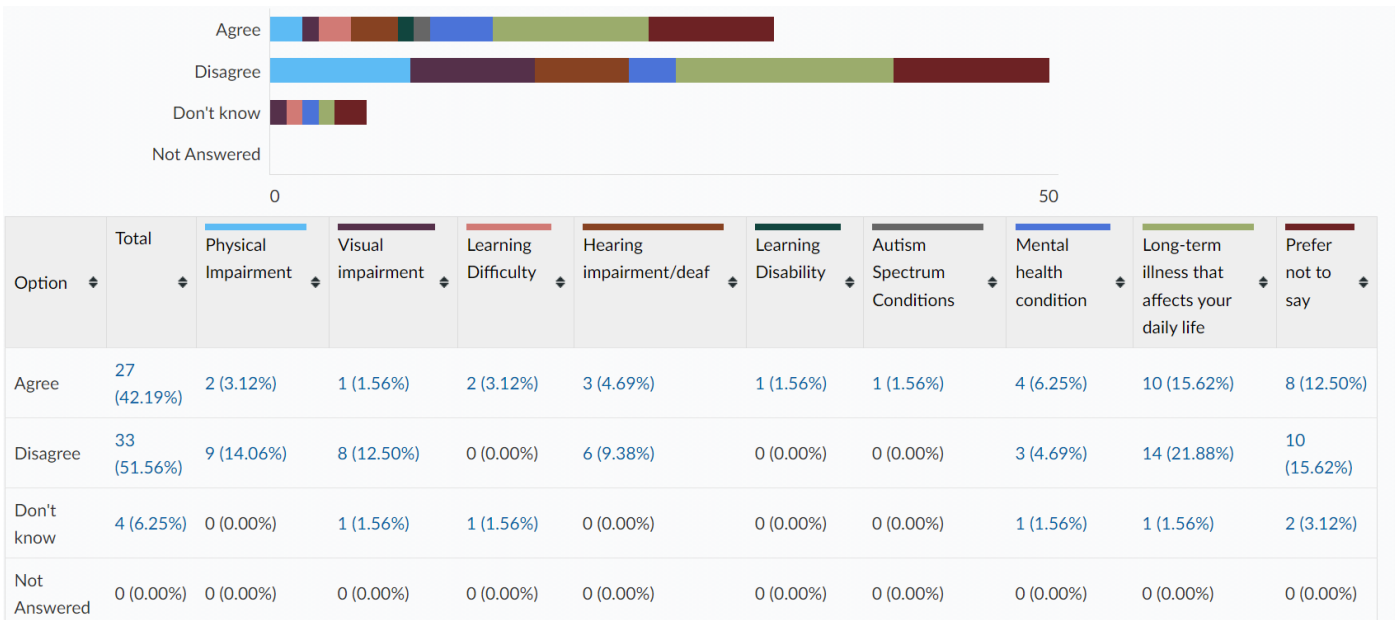 Agree
Disagree
Don't know
Not Answered
0 50
Option
Total
Physical
Impairment
Visual
impairment
Learning
Difficulty
Hearing
impairment/deaf
Learning
Disability
Autism
Spectrum
Conditions
Mental
health
condition
Long-term
illness that
affects your
daily life
Prefer
not to
say
Agree
27
(42.19%)
2 (3.12%)
1 (1.56%)
2 (3.12%)
3 (4.69%)
1 (1.56%)
1 (1.56%)
4 (6.25%)
10 (15.62%)
8 (12.50%)
Disagree
33
(51.56%)
9 (14.06%)
8 (12.50%)
0 (0.00%)
6 (9.38%)
0 (0.00%)
0 (0.00%)
3 (4.69%)
14 (21.88%)
10
(15.62%)
Don't
know
4 (6.25%)
0 (0.00%)
1 (1.56%)
1 (1.56%)
0 (0.00%)
0 (0.00%)
0 (0.00%)
1 (1.56%)
1 (1.56%)
2 (3.12%)
Not
Answered
0 (0.00%)
0 (0.00%)
0 (0.00%)
0 (0.00%)
0 (0.00%)
0 (0.00%)
0 (0.00%)
0 (0.00%)
0 (0.00%)
0 (0.00%)